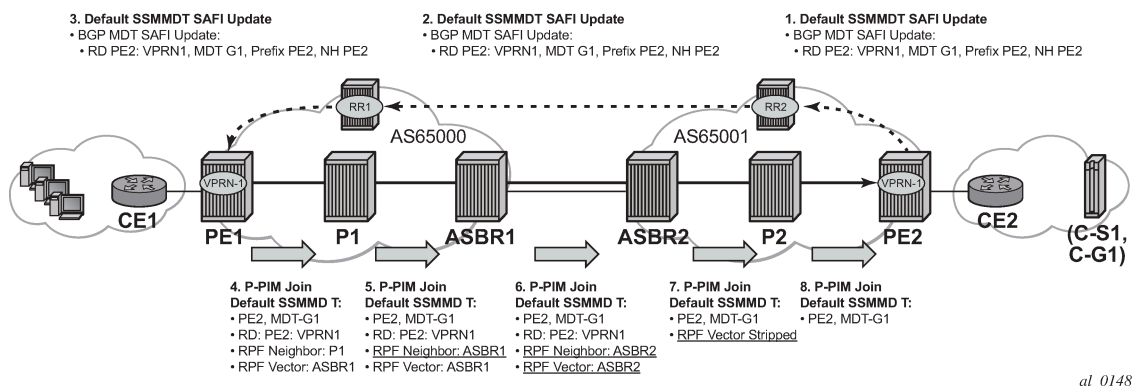 3. Default SSMMDT SAFI Update
• BGP MDT SAFI Update:
• RD PE2: VPRN1, MDT G1, Prefix PE2, NH PE2
2. Default SSMMDT SAFI Update
• BGP MDT SAFI Update:
• RD PE2: VPRN1, MDT G1, Prefix PE2, NH PE2
1. Default SSMMDT SAFI Update
• BGP MDT SAFI Update:
• RD PE2: VPRN1, MDT G1, Prefix PE2, NH PE2
RR1
RR2
AS65000
AS65001
VPRN-1
VPRN-1
CE1
PE1
P1
ASBR1
ASBR2
P2
PE2
CE2
(C-S1,
C-G1)
4. P-PIM Join
Default SSMMD T:
• PE2, MDT-G1
• RD: PE2: VPRN1
• RPF Neighbor: P1
• RPF Vector: ASBR1
5. P-PIM Join
Default SSMMD T:
• PE2, MDT-G1
• RD: PE2: VPRN1
• RPF Neighbor: ASBR1
• RPF Vector: ASBR1
6. P-PIM Join
Default SSMMD T:
• PE2, MDT-G1
• RD: PE2: VPRN1
• RPF Neighbor: ASBR2
• RPF Vector: ASBR2
7. P-PIM Join
Default SSMMD T:
• PE2, MDT-G1
• RPF Vector Stripped
8. P-PIM Join
Default SSMMD T:
• PE2, MDT-G1
al_0148